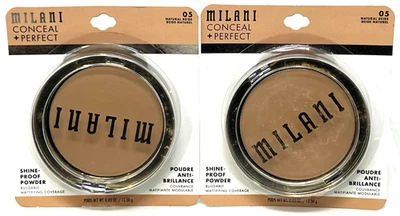 MILANI
CONCEAL
+ PERFECT
05
NATURAL BEIGE
BEIGE NATUREL
MILANI
SHINE-
PROOF
POWDER
BUILDABLE
MATTIFYING COVERAGE
POUDRE
ANTI-
BRILLANCE
COUVRANCE
MATIFIANTE MODULABLE
MILANI
CONCEAL
+ PERFECT
05
NATURAL BEIGE
BEIGE NATUREL
MILANI
SHINE-
PROOF
POWDER
BUILDABLE
MATTIFYING COVERAGE
POUDRE
ANTI-
BRILLANCE
COUVRANCE
MATIFIANTE MODULABLE